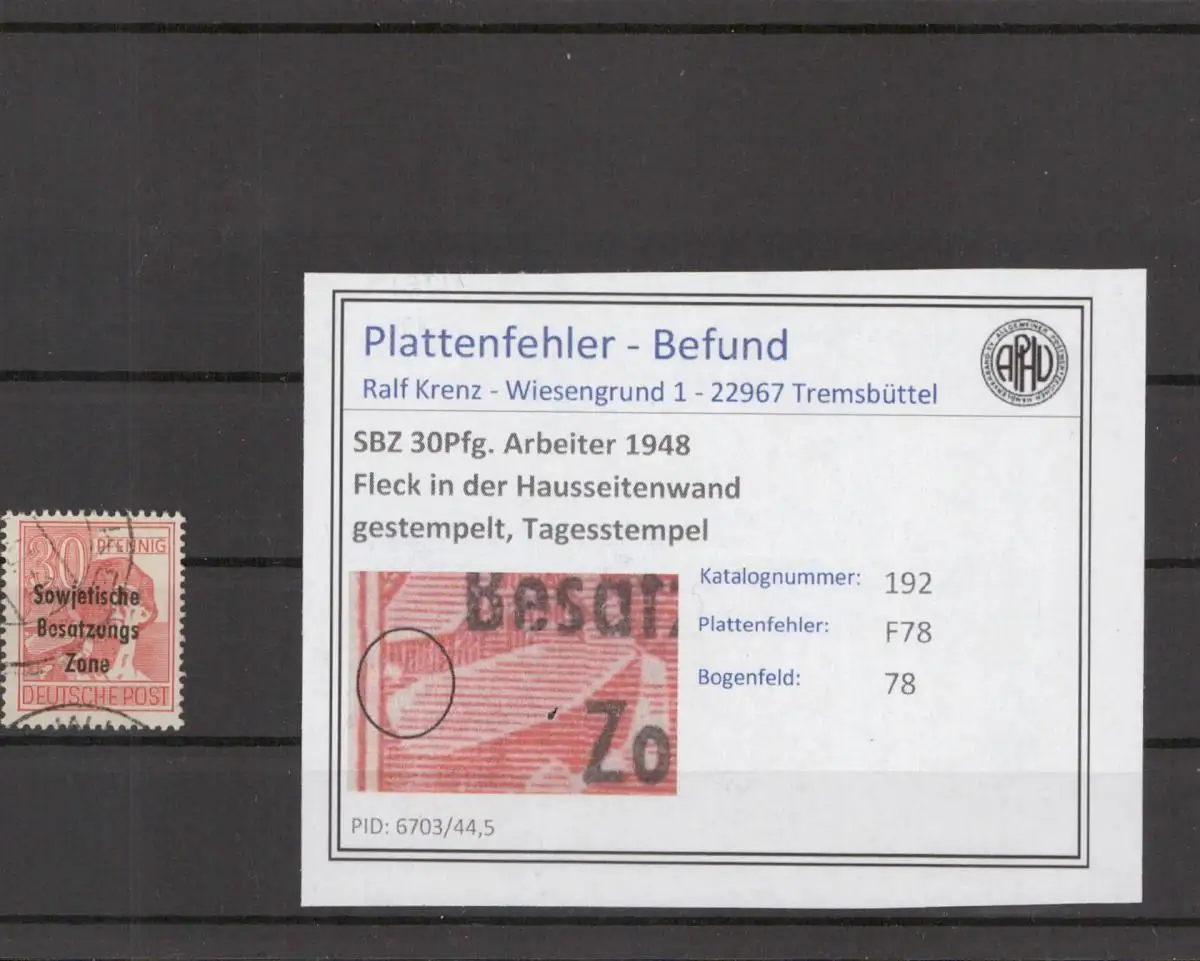 30 PFENNIG
Sowjetische
Besatzungs
Zone
DEUTSCHE POST
Plattenfehler - Befund
Ralf Krenz - Wiesengrund 1 - 22967 Tremsbüttel
APHV
SBZ 30Pfg. Arbeiter 1948
Fleck in der Hausseitenwand
gestempelt, Tagesstempel
Besatz
Zo
Katalognummer: 192
Plattenfehler: F78
Bogenfeld: 78
PID: 6703/44,5